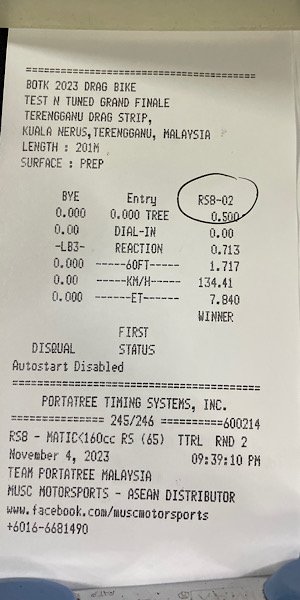 ================================
BOTK 2023 DRAG BIKE
TEST N TUNED GRAND FINALE
TERENGGANU DRAG STRIP,
KUALA NERUS,TERENGGANU, MALAYSIA
LENGTH : 201M
SURFACE : PREP
BYE Entry RS8-02
0.000 0.000 TREE 0.500
0.00 DIAL-IN 0.00
-LB3- REACTION 0.713
0.000 ------60FT------ 1.717
0.00 ------KM/H------ 134.41
0.000 -------ET------- 7.840
WINNER
FIRST
DISQUAL STATUS
Autostart Disabled
================================
PORTATREE TIMING SYSTEMS, INC.
========== 245/246 ==========600214
RS8 - MATIC<160cc RS (65) TTRL RND 2
November 4, 2023 09:39:10 PM
TEAM PORTATREE MALAYSIA
MUSC MOTORSPORTS - ASEAN DISTRIBUTOR
www.facebook.com/muscmotorsports
+6016-6681490